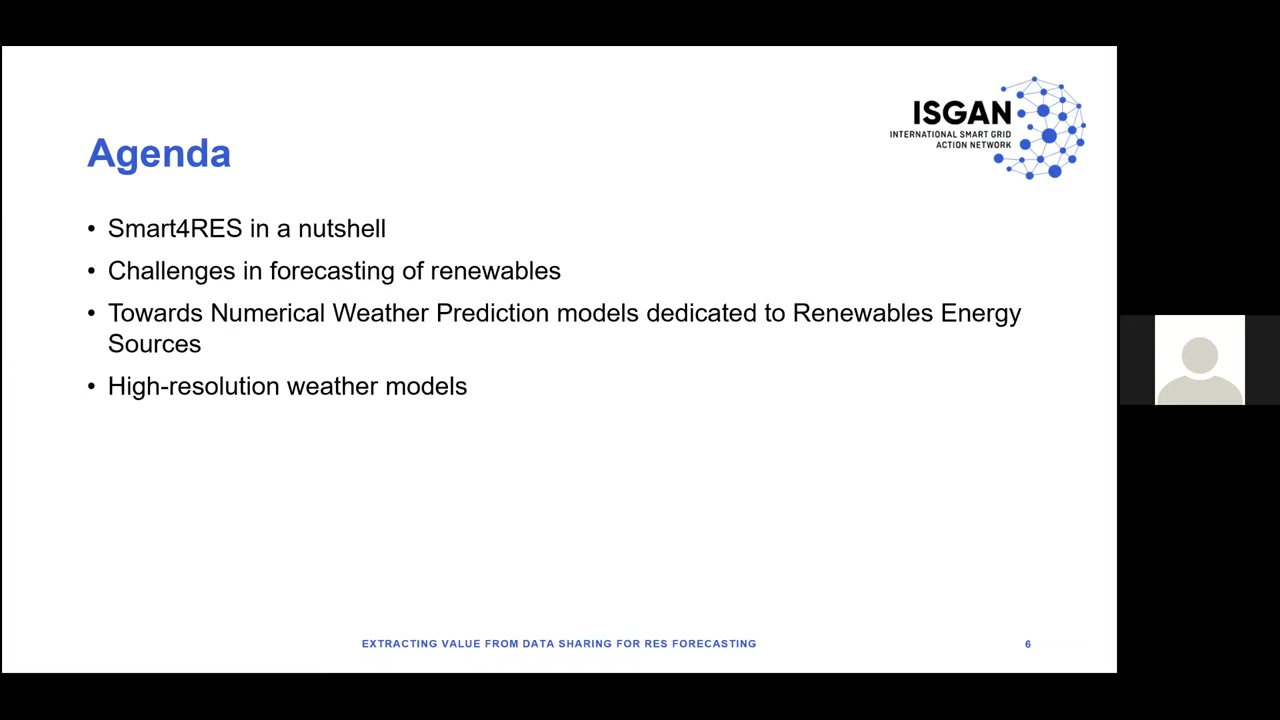 ISGAN
INTERNATIONAL SMART GRID
ACTION NETWORK
Agenda
• Smart4RES in a nutshell
• Challenges in forecasting of renewables
• Towards Numerical Weather Prediction models dedicated to Renewables Energy
Sources
• High-resolution weather models
EXTRACTING VALUE FROM DATA SHARING FOR RES FORECASTING
6